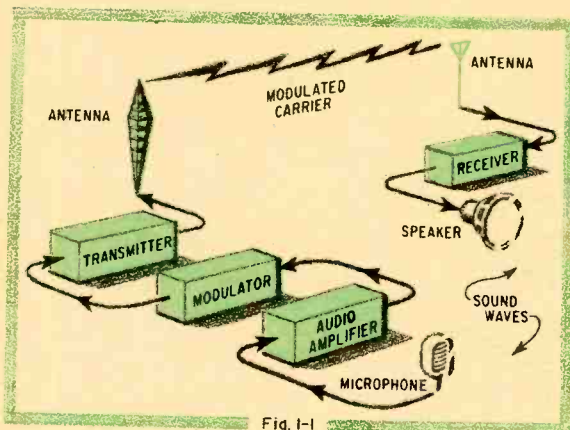 ANTENNA
MODULATED
CARRIER
ANTENNA
RECEIVER
SPEAKER
TRANSMITTER
MODULATOR
AUDIO
AMPLIFIER
SOUND
WAVES
MICROPHONE
Fig. 1-1